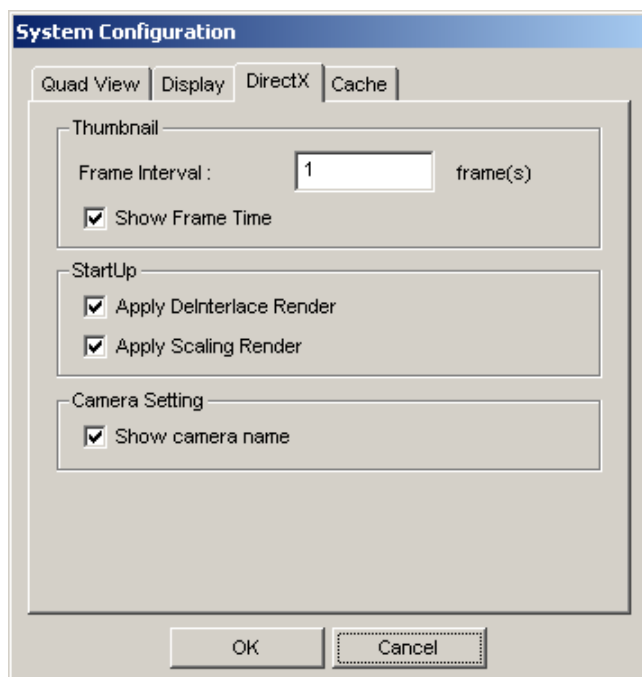 System Configuration
Quad View Display DirectX Cache
Thumbnail
Frame Interval : 1 frame(s)
Show Frame Time
StartUp
Apply DeInterlace Render
Apply Scaling Render
Camera Setting
Show camera name
OK Cancel